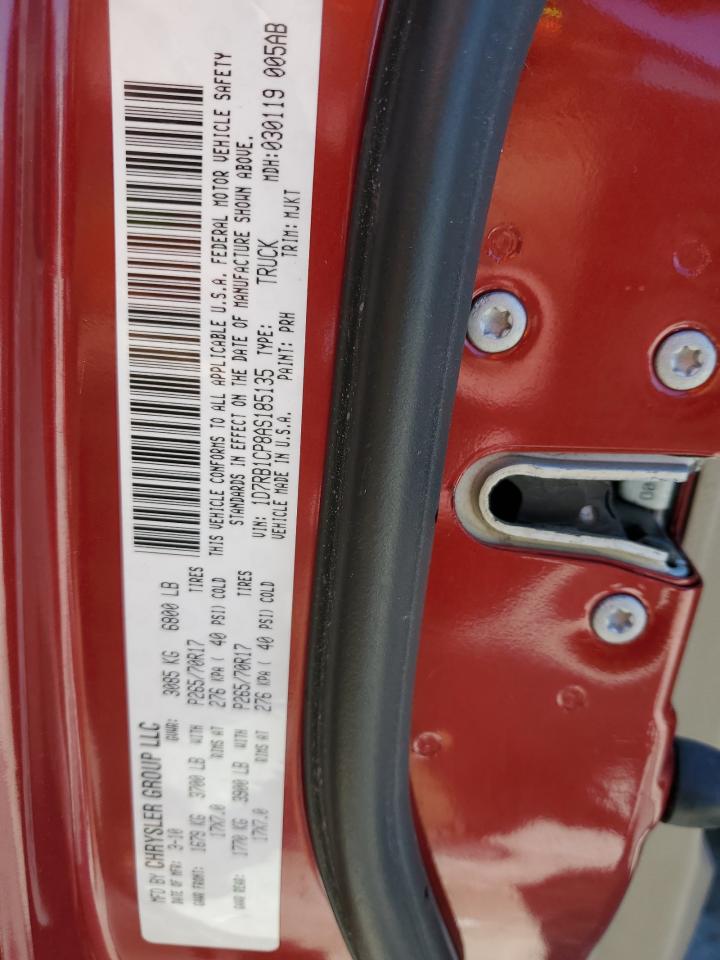 MFD BY CHRYSLER GROUP LLC
DATE OF MFR: 3-10 GVWR: 3085 KG 6800 LB
GAWR FRONT: 1679 KG 3700 LB WITH P265/70R17 TIRES
17X7.0 RIMS AT 276 KPA ( 40 PSI) COLD
GAWR REAR: 1770 KG 3900 LB WITH P265/70R17 TIRES
17X7.0 RIMS AT 276 KPA ( 40 PSI) COLD
THIS VEHICLE CONFORMS TO ALL APPLICABLE U.S.A. FEDERAL MOTOR VEHICLE SAFETY
STANDARDS IN EFFECT ON THE DATE OF MANUFACTURE SHOWN ABOVE.
VIN: 1D7RB1CP8AS185135 TYPE: TRUCK MDH:030119 005AB
VEHICLE MADE IN U.S.A. PAINT: PRH TRIM: MJKT